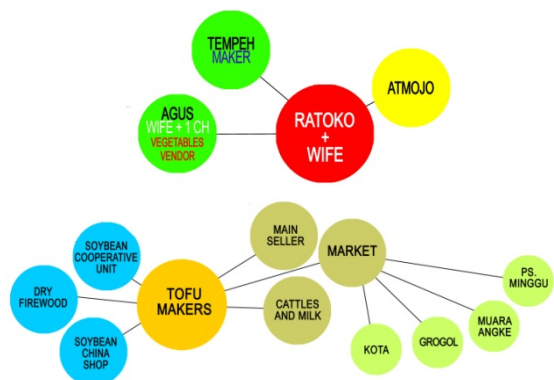 TEMPEH
MAKER
ATMOJO
AGUS
WIFE + 1 CH
VEGETABLES
VENDOR
RATOKO
+
WIFE
SOYBEAN
COOPERATIVE
UNIT
MAIN
SELLER
MARKET
PS.
MINGGU
DRY
FIREWOOD
TOFU
MAKERS
CATTLES
AND MILK
MUARA
ANGKE
SOYBEAN
CHINA
SHOP
KOTA
GROGOL